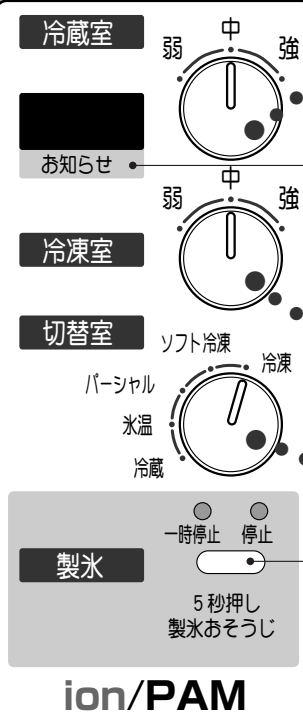 冷蔵室
弱 中 強
お知らせ
弱 中 強
冷凍室
切替室
ソフト冷凍
冷凍
パーシャル
氷温
冷蔵
一時停止 停止
製氷
5秒押し
製氷おそうじ
ion/PAM